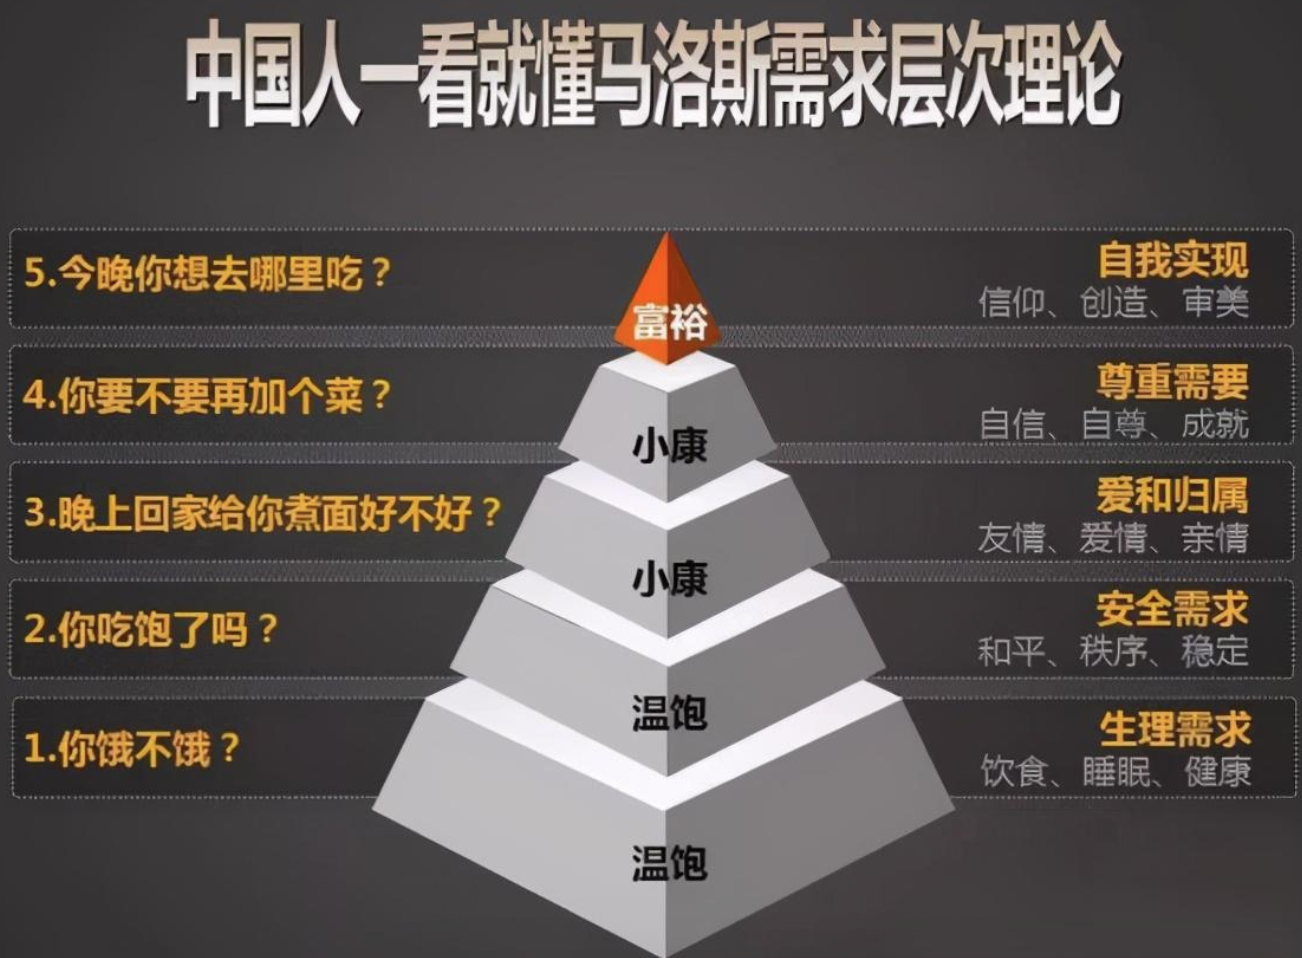 中国人一看就懂马洛斯需求层次理论
5.今晚你想去哪里吃？
富裕
自我实现
信仰、创造、审美
4.你要不要再加个菜？
小康
尊重需要
自信、自尊、成就
3.晚上回家给你煮面好不好？
小康
爱和归属
友情、爱情、亲情
2.你吃饱了吗？
温饱
安全需求
和平、秩序、稳定
1.你饿不饿？
温饱
生理需求
饮食、睡眠、健康